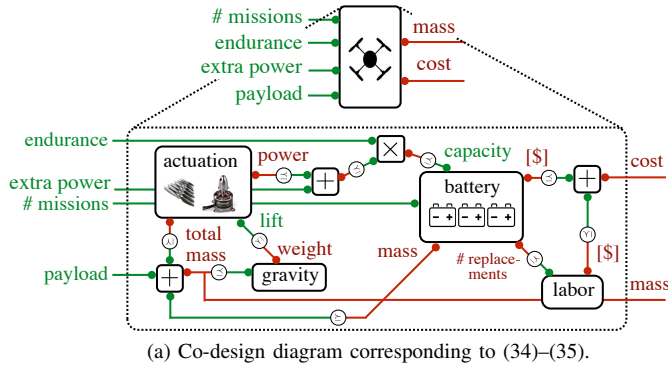 # missions
endurance
extra power
payload
mass
cost
endurance
extra power
# missions
payload
actuation
power
+
×
capacity
battery
- + - + - +
[$]
+
cost
lift
total
mass
weight
gravity
+
mass
# replace-
ments
[$]
labor
mass
(a) Co-design diagram corresponding to (34)–(35).